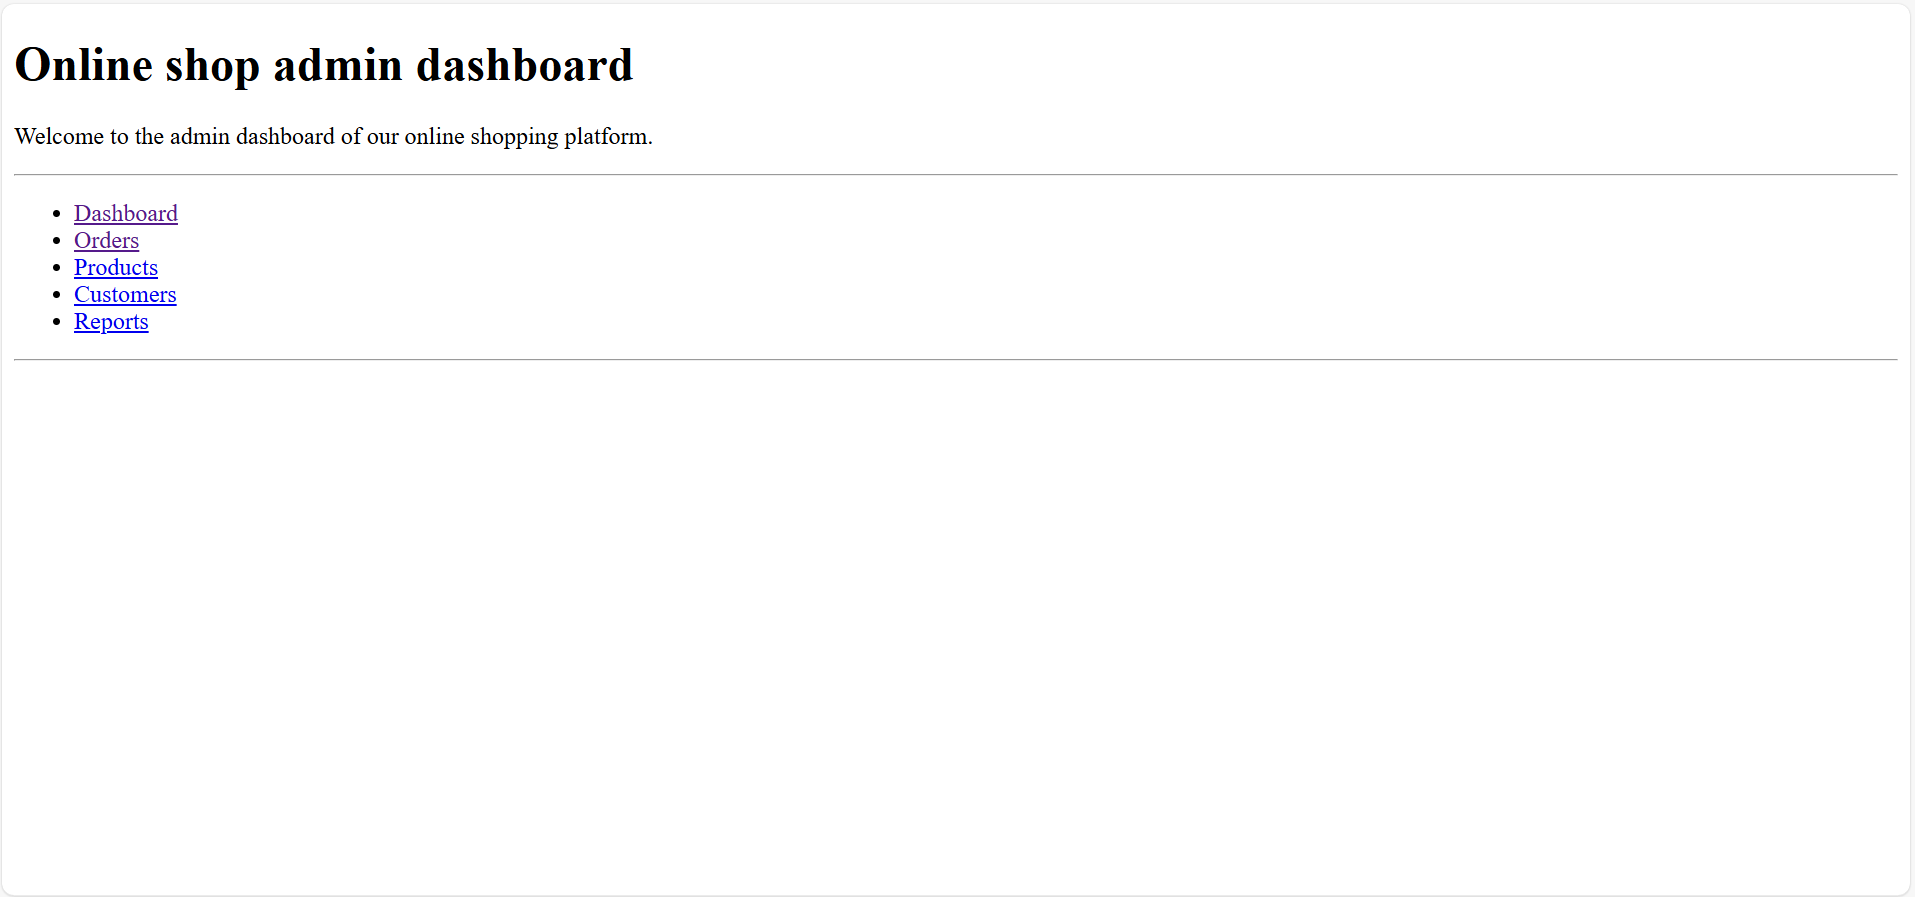 Online shop admin dashboard
Welcome to the admin dashboard of our online shopping platform.
Dashboard
Orders
Products
Customers
Reports